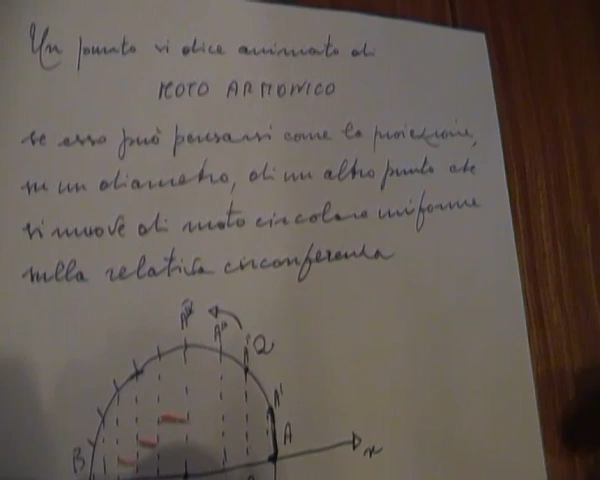 Un punto si dice animato di
MOTO ARMONICO
se esso può pensarsi come la proiezione,
su un diametro, di un altro punto che
si muove di moto circolare uniforme
sulla relativa circonferenza
A''' A'' Q
A'
A
B x